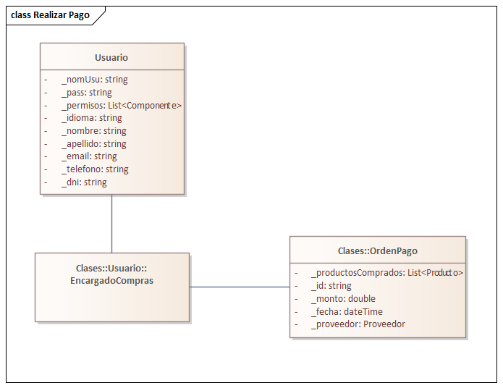 class Realizar Pago
Usuario
- _nomUsu: string
- _pass: string
- _permisos: List<Componente>
- _idioma: string
- _nombre: string
- _apellido: string
- _email: string
- _telefono: string
- _dni: string
Clases::Usuario::
EncargadoCompras
Clases::OrdenPago
- _productosComprados: List<Producto>
- _id: string
- _monto: double
- _fecha: dateTime
- _proveedor: Proveedor